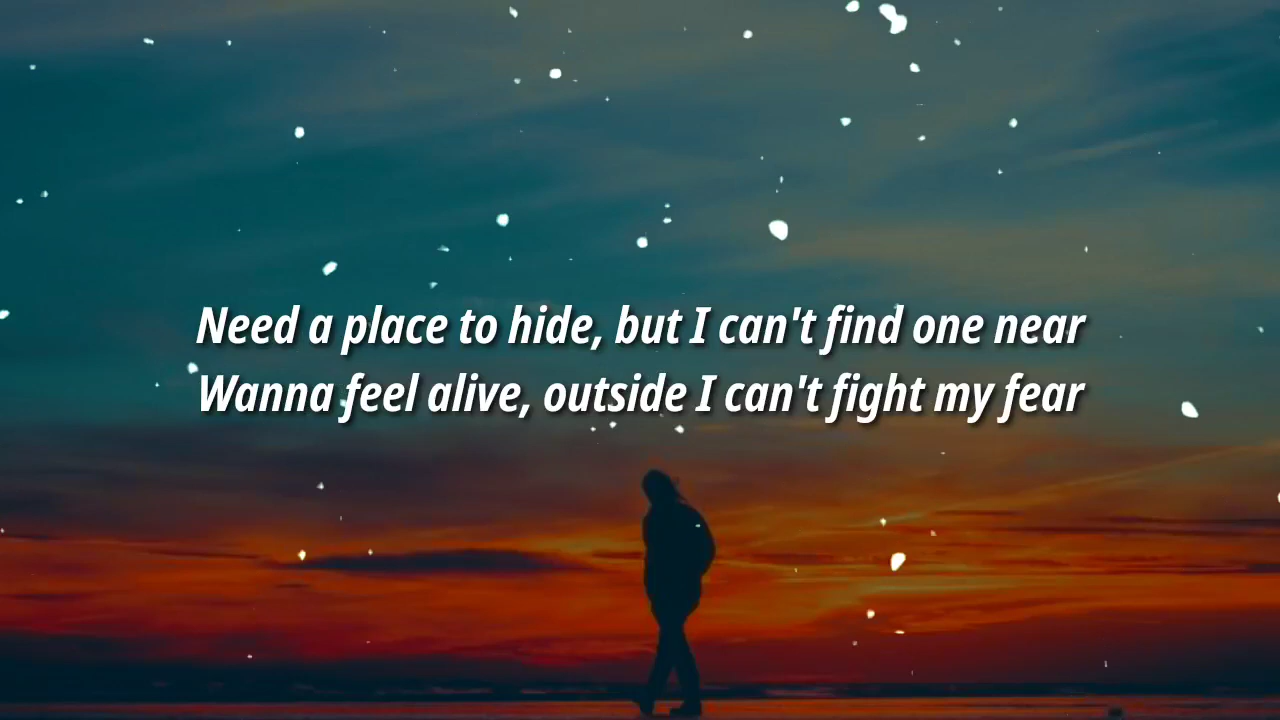 Need a place to hide, but I can't find one near
Wanna feel alive, outside I can't fight my fear